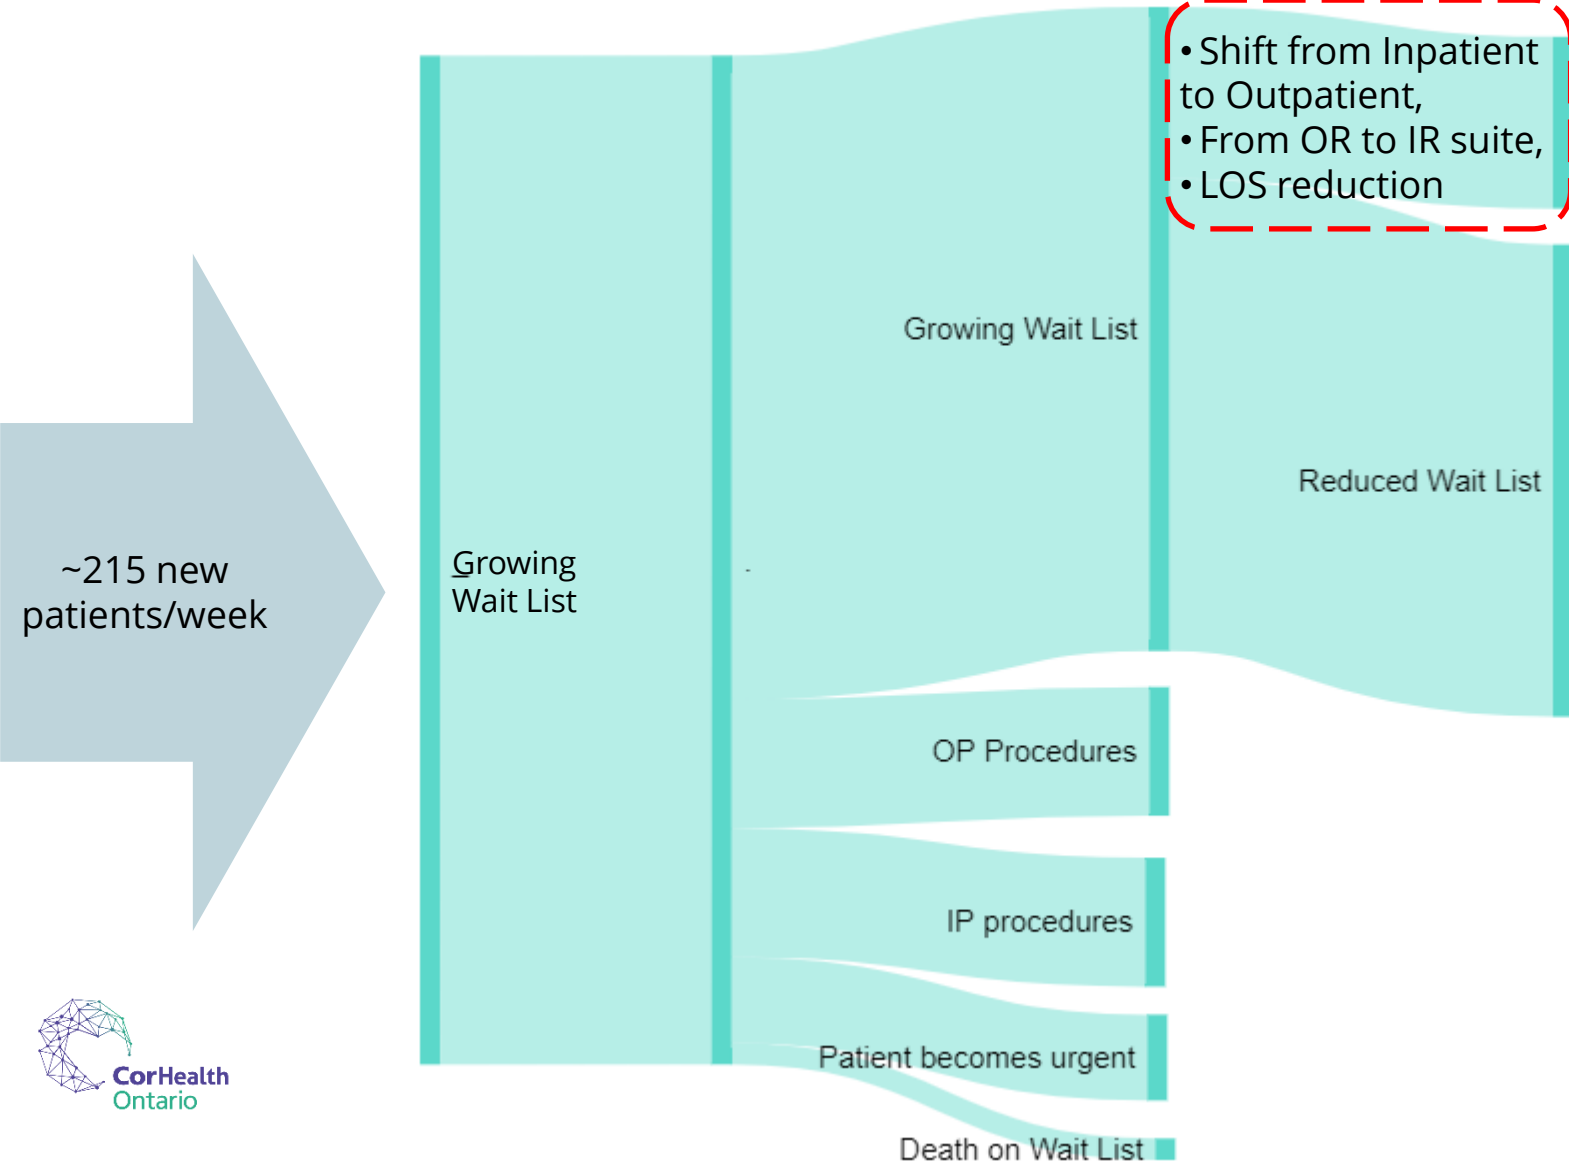 • Shift from Inpatient
to Outpatient,
• From OR to IR suite,
• LOS reduction
Growing Wait List
Reduced Wait List
~215 new
patients/week
Growing
Wait List
-
OP Procedures
IP procedures
Patient becomes urgent
Death on Wait List
CorHealth
Ontario